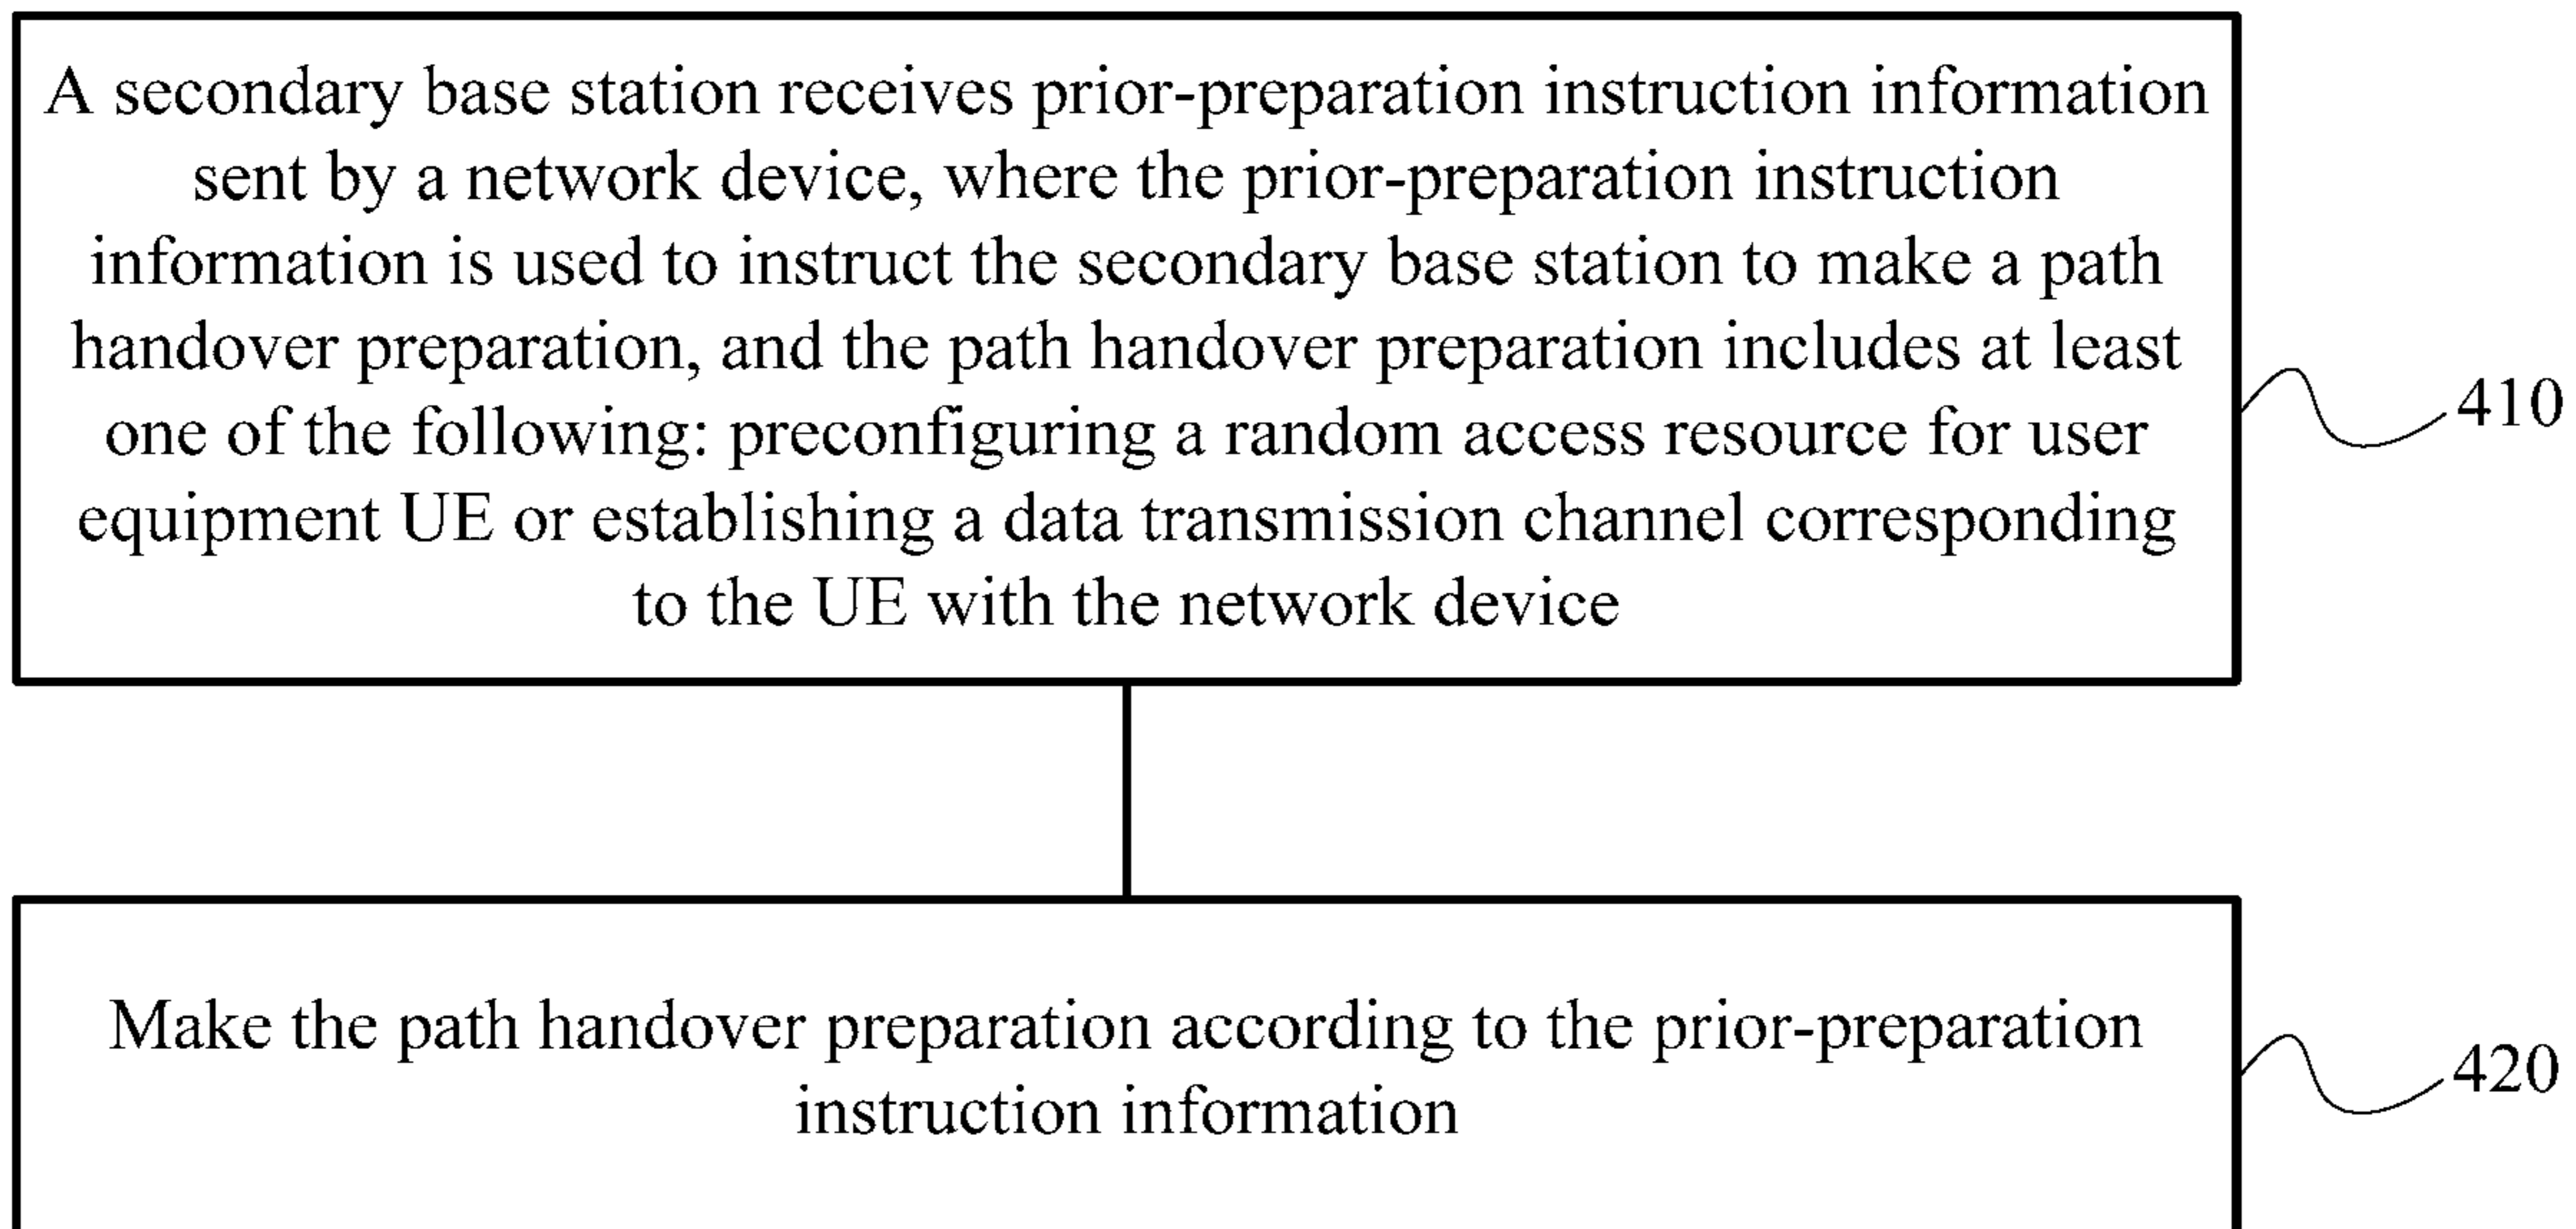 A secondary base station receives prior-preparation instruction information
sent by a network device, where the prior-preparation instruction
information is used to instruct the secondary base station to make a path
handover preparation, and the path handover preparation includes at least
one of the following: preconfiguring a random access resource for user
equipment UE or establishing a data transmission channel corresponding
to the UE with the network device
410
Make the path handover preparation according to the prior-preparation
instruction information
420